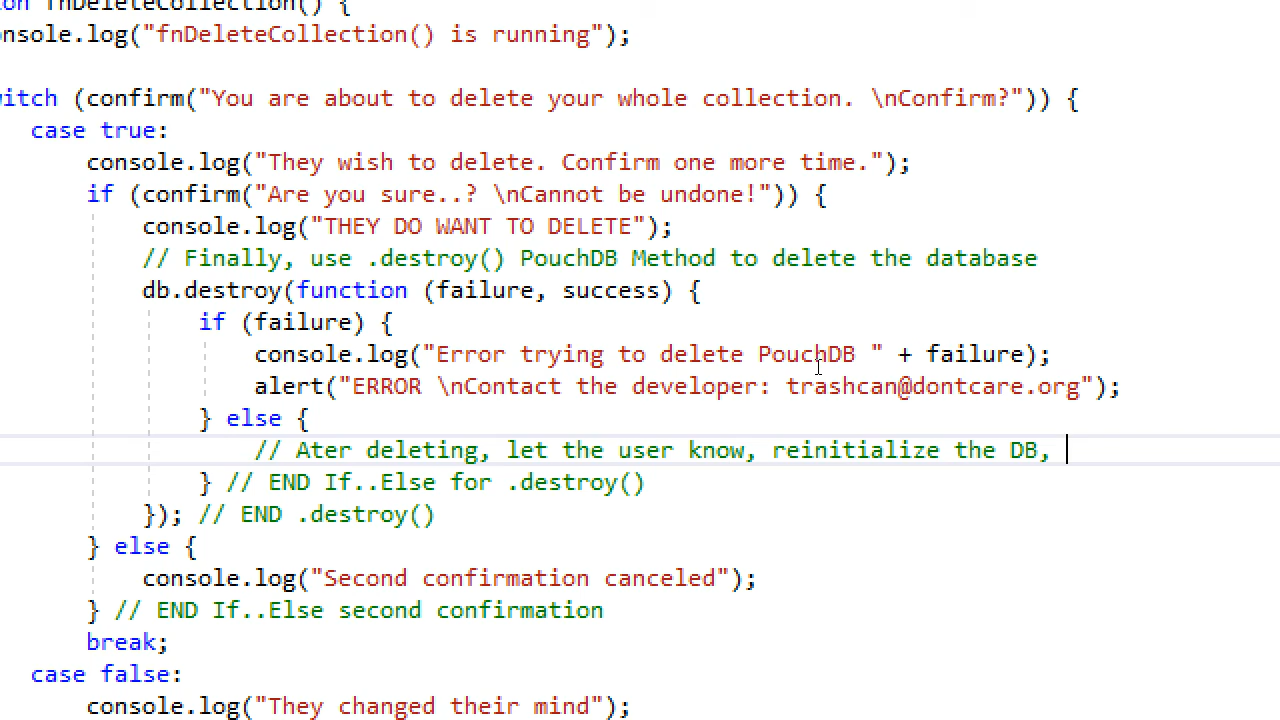 fnDeleteCollection() {
console.log("fnDeleteCollection() is running");
switch (confirm("You are about to delete your whole collection. \nConfirm?")) {
case true:
console.log("They wish to delete. Confirm one more time.");
if (confirm("Are you sure..? \nCannot be undone!")) {
console.log("THEY DO WANT TO DELETE");
// Finally, use .destroy() PouchDB Method to delete the database
db.destroy(function (failure, success) {
if (failure) {
console.log("Error trying to delete PouchDB " + failure);
alert("ERROR \nContact the developer: trashcan@dontcare.org");
} else {
// Ater deleting, let the user know, reinitialize the DB,
} // END If..Else for .destroy()
}); // END .destroy()
} else {
console.log("Second confirmation canceled");
} // END If..Else second confirmation
break;
case false:
console.log("They changed their mind");